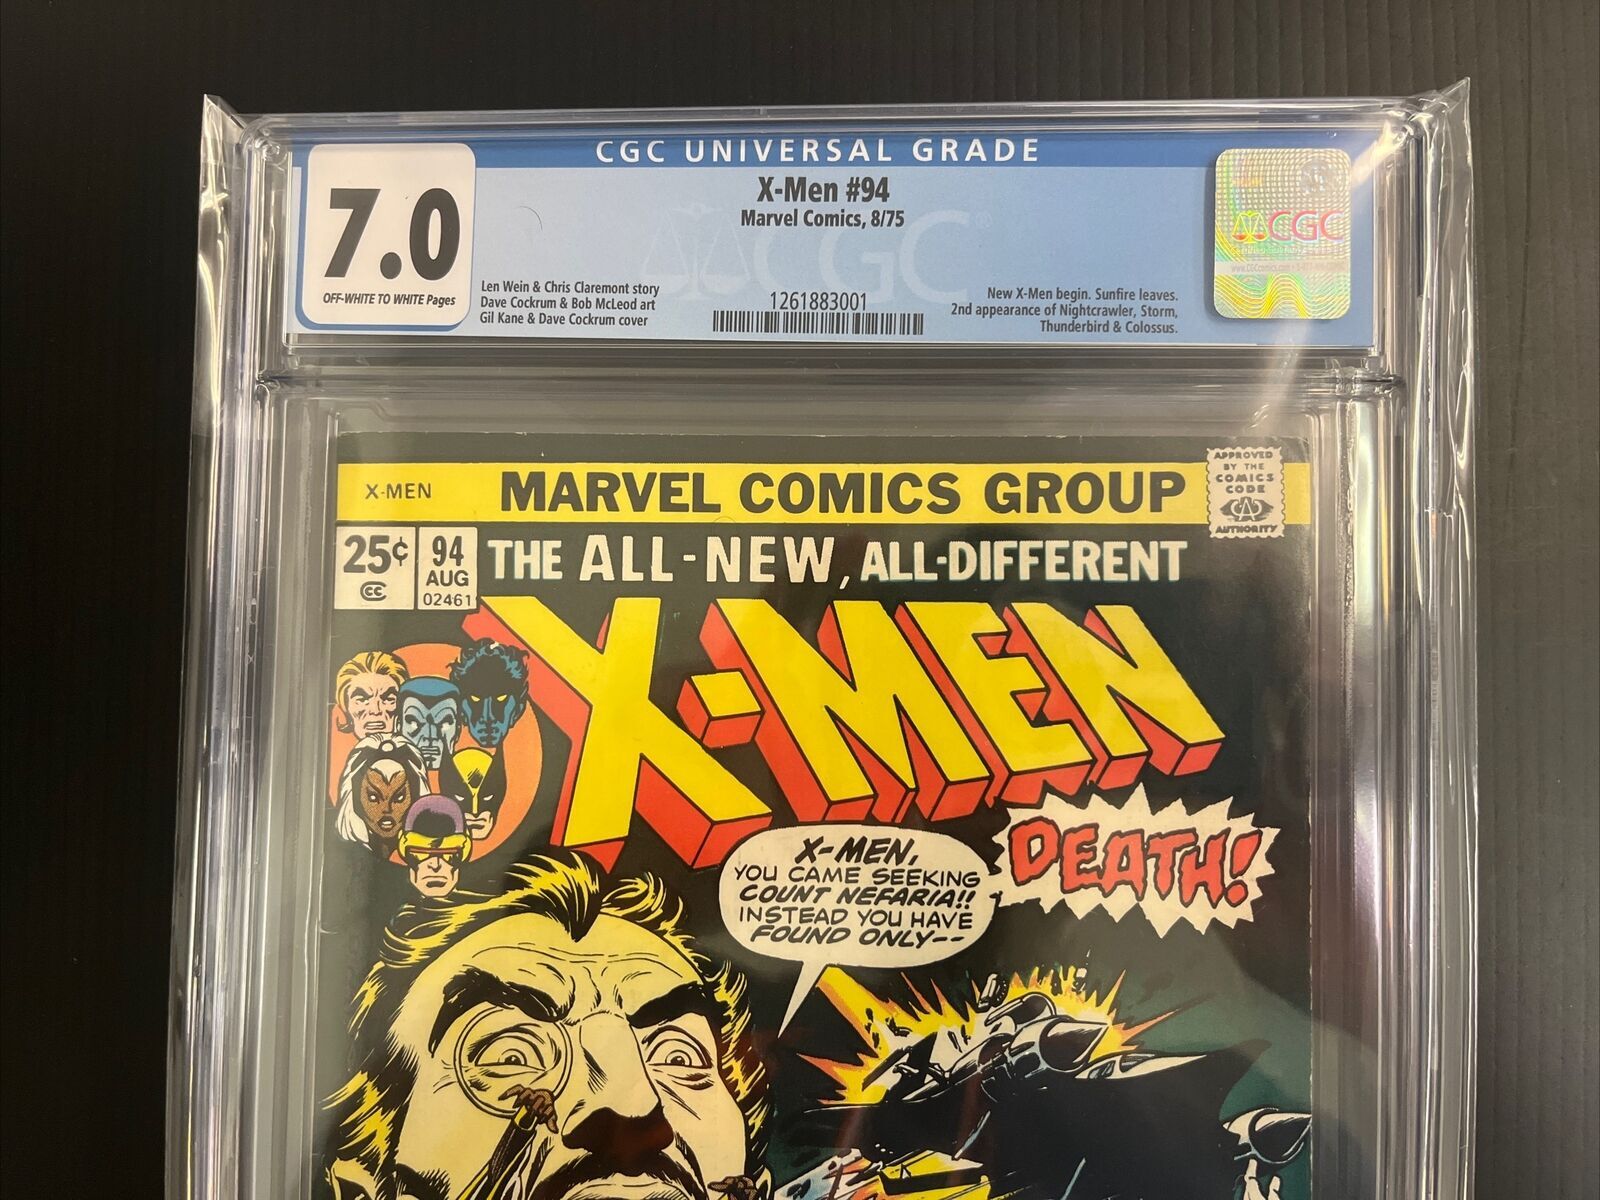 CGC UNIVERSAL GRADE
7.0
OFF-WHITE TO WHITE Pages
X-Men #94
Marvel Comics, 8/75
CGC
Len Wein & Chris Claremont story
Dave Cockrum & Bob McLeod art
Gil Kane & Dave Cockrum cover
1261883001
New X-Men begin. Sunfire leaves.
2nd appearance of Nightcrawler, Storm,
Thunderbird & Colossus.
CGC
X-MEN
MARVEL COMICS GROUP
APPROVED
BY THE
COMICS
CODE
CA
AUTHORITY
25¢
CC
94
AUG
02461
THE ALL-NEW, ALL-DIFFERENT
X-MEN
X-MEN,
YOU CAME SEEKING
COUNT NEFARIA!!
INSTEAD YOU HAVE
FOUND ONLY--
DEATH!